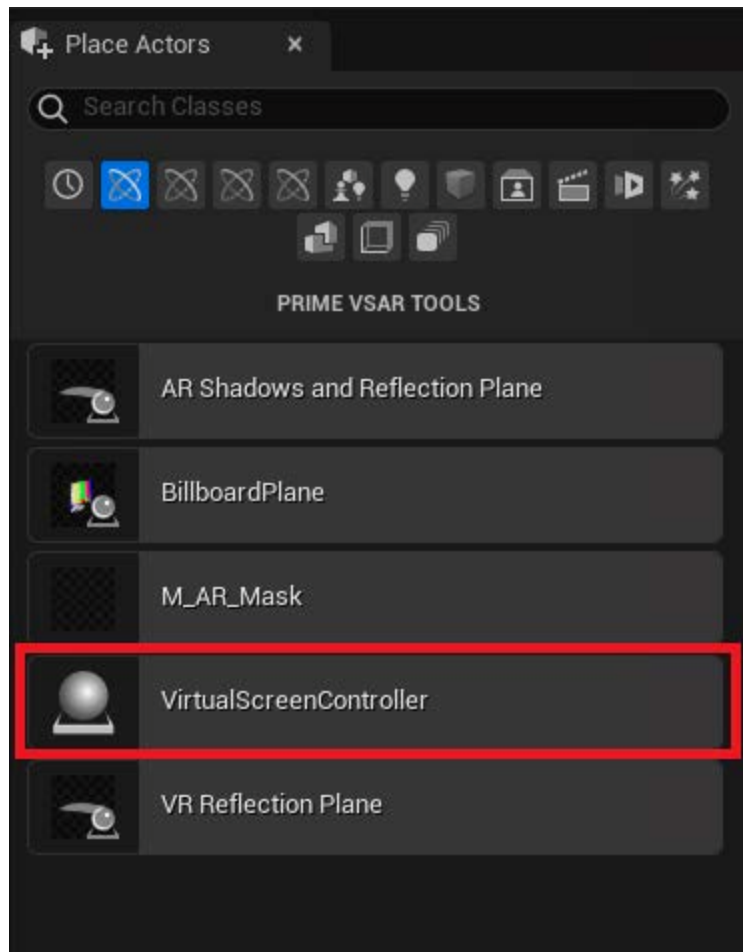 Place Actors
Search Classes
PRIME VSAR TOOLS
AR Shadows and Reflection Plane
BillboardPlane
M_AR_Mask
VirtualScreenController
VR Reflection Plane